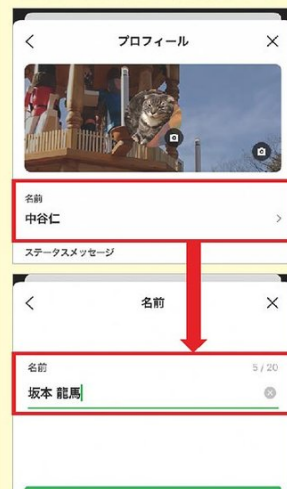 プロフィール
名前
中谷仁
ステータスメッセージ
名前
名前
5 / 20
坂本 龍馬